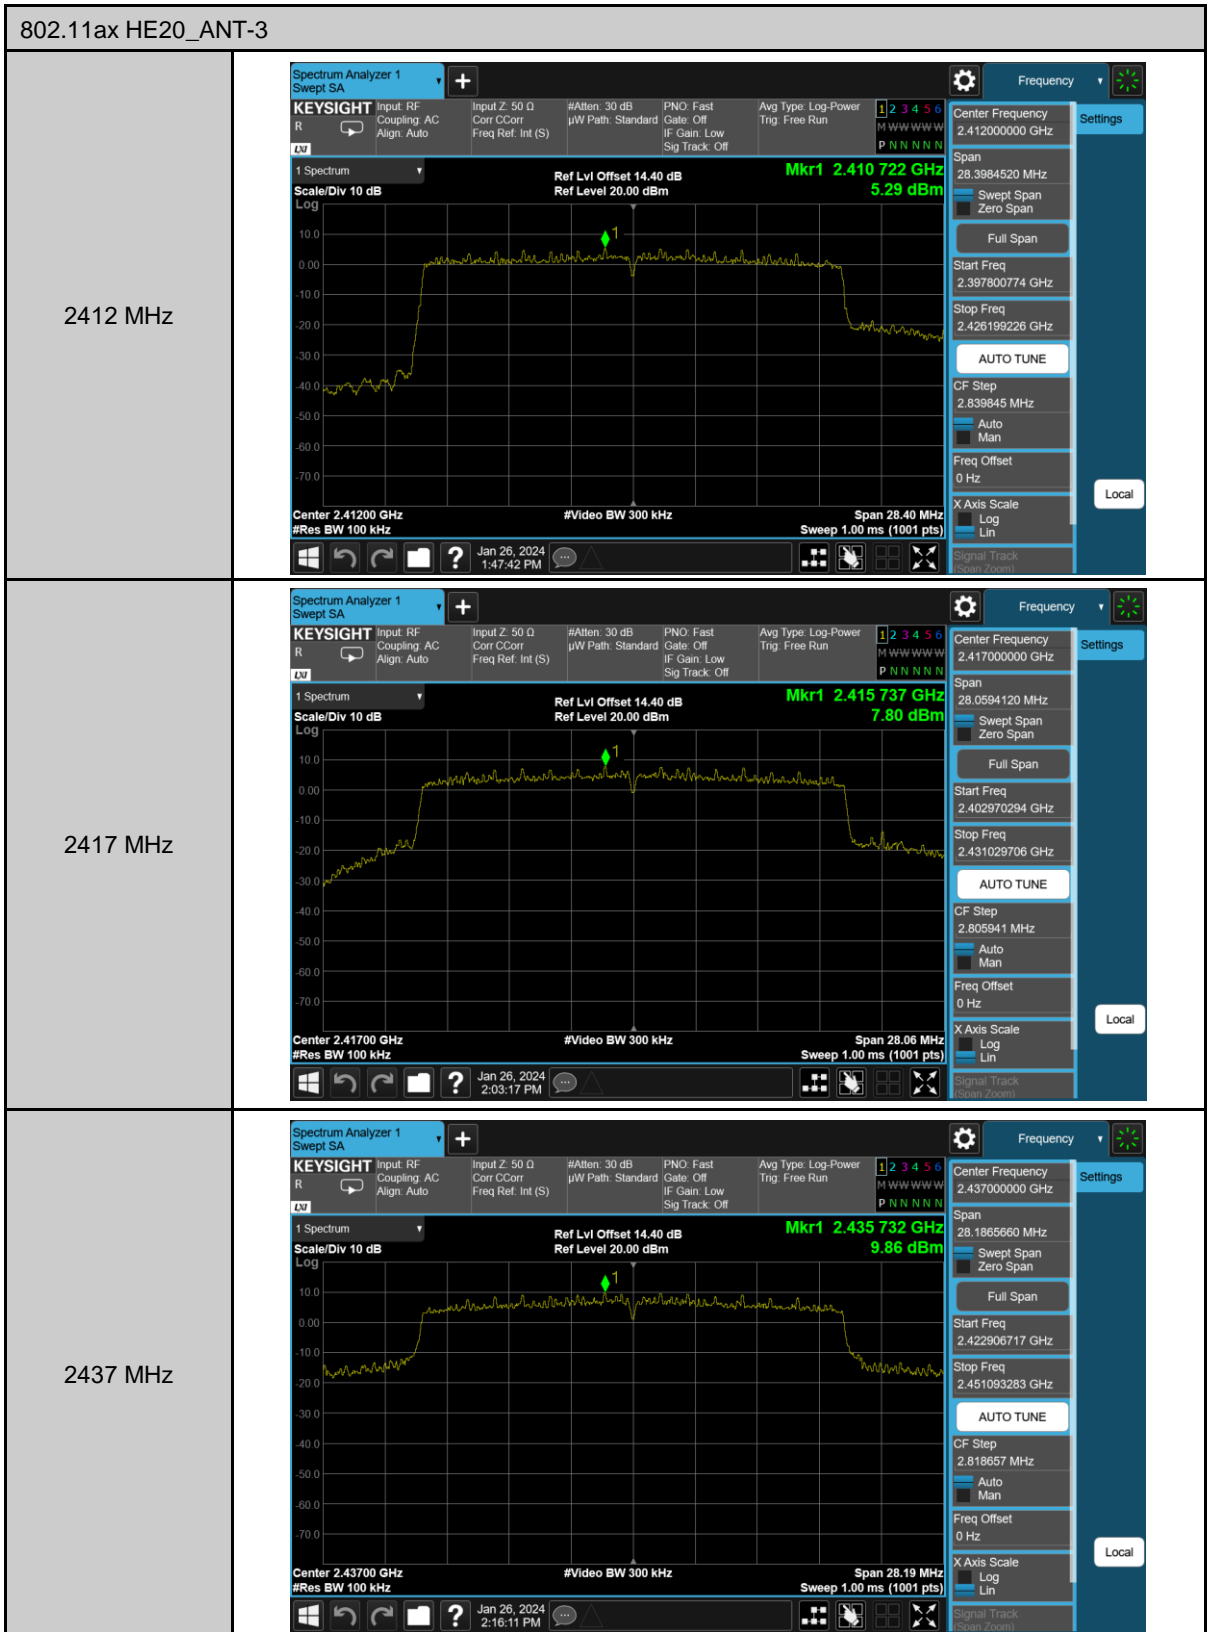 802.11ax HE20_ANT-3
2412 MHz
Spectrum Analyzer 1
Swept SA
Frequency
KEYSIGHT
R
LXI
Input: RF
Coupling: AC
Align: Auto
Input Z: 50 Ω
Corr CCorr
Freq Ref: Int (S)
#Atten: 30 dB
µW Path: Standard
PNO: Fast
Gate: Off
IF Gain: Low
Sig Track: Off
Avg Type: Log-Power
Trig: Free Run
1 2 3 4 5 6
M W W W W W
P N N N N N
1 Spectrum
Scale/Div 10 dB
Log
Ref Lvl Offset 14.40 dB
Ref Level 20.00 dBm
Mkr1 2.410 722 GHz
5.29 dBm
1
10.0
0.00
-10.0
-20.0
-30.0
-40.0
-50.0
-60.0
-70.0
Center 2.41200 GHz
#Res BW 100 kHz
#Video BW 300 kHz
Span 28.40 MHz
Sweep 1.00 ms (1001 pts)
Jan 26, 2024
1:47:42 PM
Center Frequency
2.412000000 GHz
Span
28.3984520 MHz
Swept Span
Zero Span
Full Span
Start Freq
2.397800774 GHz
Stop Freq
2.426199226 GHz
AUTO TUNE
CF Step
2.839845 MHz
Auto
Man
Freq Offset
0 Hz
X Axis Scale
Log
Lin
Signal Track
(Span Zoom)
Settings
Local
2417 MHz
Spectrum Analyzer 1
Swept SA
Frequency
KEYSIGHT
R
LXI
Input: RF
Coupling: AC
Align: Auto
Input Z: 50 Ω
Corr CCorr
Freq Ref: Int (S)
#Atten: 30 dB
µW Path: Standard
PNO: Fast
Gate: Off
IF Gain: Low
Sig Track: Off
Avg Type: Log-Power
Trig: Free Run
1 2 3 4 5 6
M W W W W W
P N N N N N
1 Spectrum
Scale/Div 10 dB
Log
Ref Lvl Offset 14.40 dB
Ref Level 20.00 dBm
Mkr1 2.415 737 GHz
7.80 dBm
1
10.0
0.00
-10.0
-20.0
-30.0
-40.0
-50.0
-60.0
-70.0
Center 2.41700 GHz
#Res BW 100 kHz
#Video BW 300 kHz
Span 28.06 MHz
Sweep 1.00 ms (1001 pts)
Jan 26, 2024
2:03:17 PM
Center Frequency
2.417000000 GHz
Span
28.0594120 MHz
Swept Span
Zero Span
Full Span
Start Freq
2.402970294 GHz
Stop Freq
2.431029706 GHz
AUTO TUNE
CF Step
2.805941 MHz
Auto
Man
Freq Offset
0 Hz
X Axis Scale
Log
Lin
Signal Track
(Span Zoom)
Settings
Local
2437 MHz
Spectrum Analyzer 1
Swept SA
Frequency
KEYSIGHT
R
LXI
Input: RF
Coupling: AC
Align: Auto
Input Z: 50 Ω
Corr CCorr
Freq Ref: Int (S)
#Atten: 30 dB
µW Path: Standard
PNO: Fast
Gate: Off
IF Gain: Low
Sig Track: Off
Avg Type: Log-Power
Trig: Free Run
1 2 3 4 5 6
M W W W W W
P N N N N N
1 Spectrum
Scale/Div 10 dB
Log
Ref Lvl Offset 14.40 dB
Ref Level 20.00 dBm
Mkr1 2.435 732 GHz
9.86 dBm
1
10.0
0.00
-10.0
-20.0
-30.0
-40.0
-50.0
-60.0
-70.0
Center 2.43700 GHz
#Res BW 100 kHz
#Video BW 300 kHz
Span 28.19 MHz
Sweep 1.00 ms (1001 pts)
Jan 26, 2024
2:16:11 PM
Center Frequency
2.437000000 GHz
Span
28.1865660 MHz
Swept Span
Zero Span
Full Span
Start Freq
2.422906717 GHz
Stop Freq
2.451093283 GHz
AUTO TUNE
CF Step
2.818657 MHz
Auto
Man
Freq Offset
0 Hz
X Axis Scale
Log
Lin
Signal Track
(Span Zoom)
Settings
Local